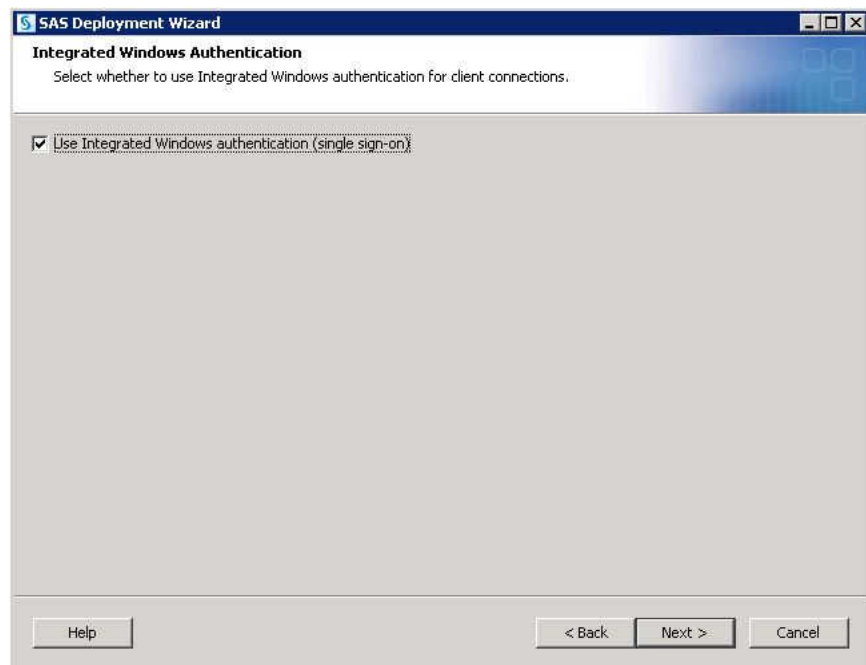 SAS Deployment Wizard
Integrated Windows Authentication
Select whether to use Integrated Windows authentication for client connections.
Use Integrated Windows authentication (single sign-on)
Help
< Back
Next >
Cancel